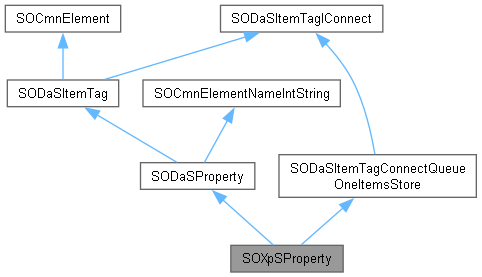 SOCmnElement
SODaSItemTagIConnect
SODaSItemTag
SOCmnElementNameIntString
SODaSProperty
SODaSItemTagConnectQueue
OneItemsStore
SOXpSProperty